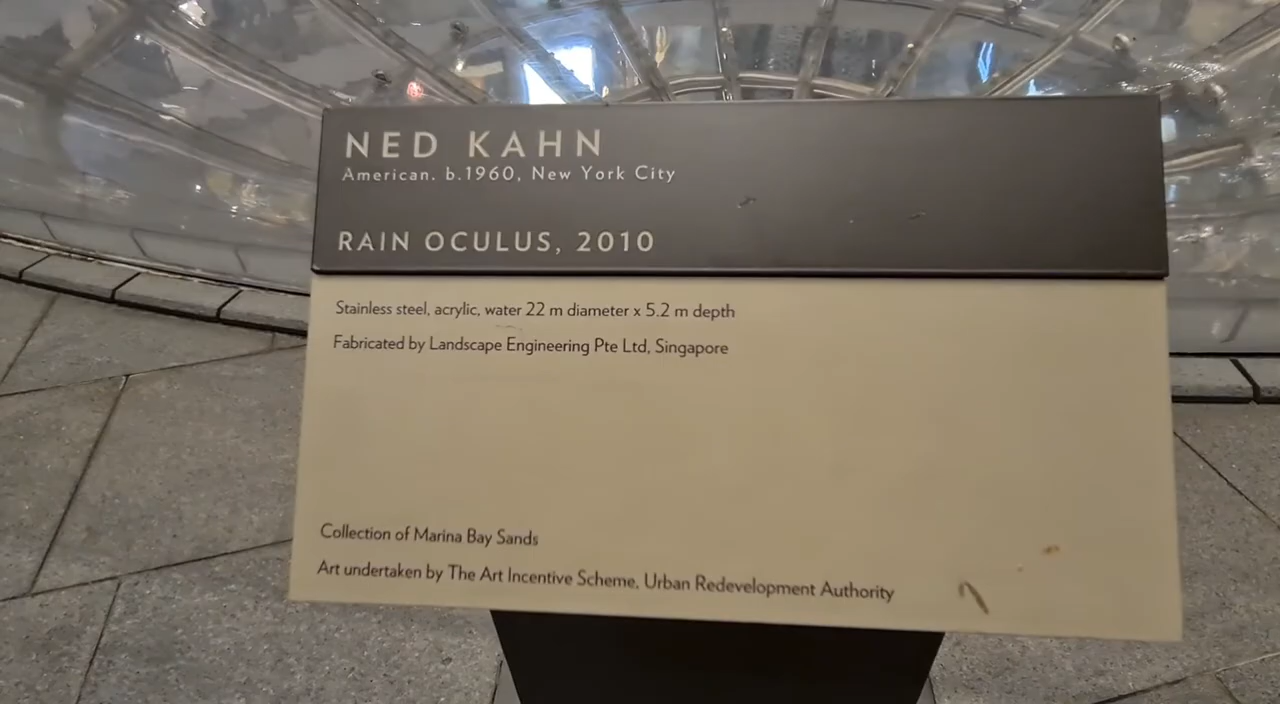 NED KAHN
American. b.1960, New York City
RAIN OCULUS, 2010
Stainless steel, acrylic, water 22 m diameter x 5.2 m depth
Fabricated by Landscape Engineering Pte Ltd, Singapore
Collection of Marina Bay Sands
Art undertaken by The Art Incentive Scheme, Urban Redevelopment Authority